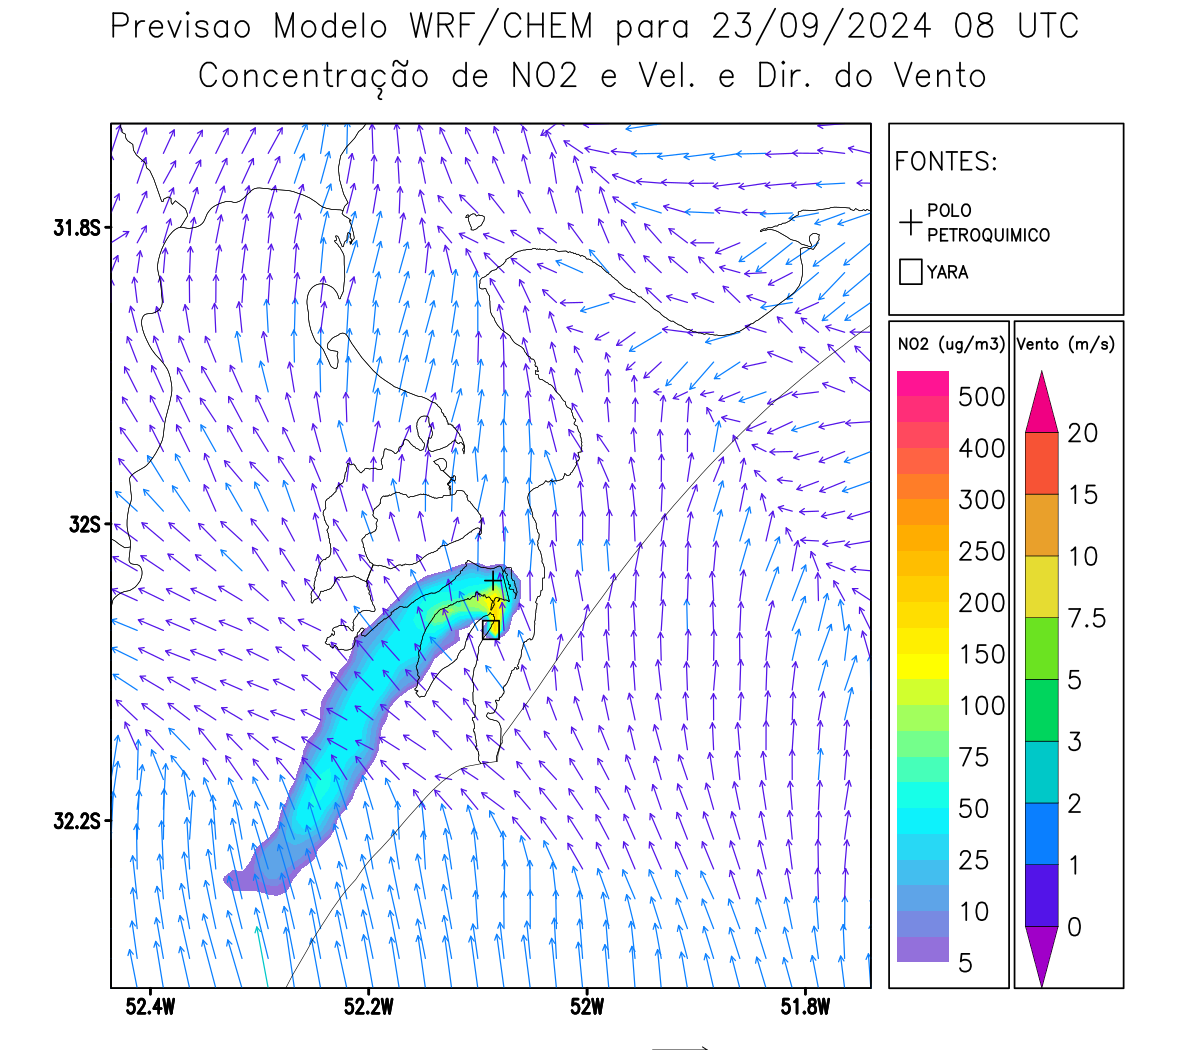 Previsao Modelo WRF/CHEM para 23/09/2024 08 UTC
Concentração de NO2 e Vel. e Dir. do Vento
FONTES:
POLO
PETROQUIMICO
YARA
NO2 (ug/m3)
500
400
300
250
200
150
100
75
50
25
10
5
Vento (m/s)
20
15
10
7.5
5
3
2
1
0
31.8S
32S
32.2S
52.4W
52.2W
52W
51.8W